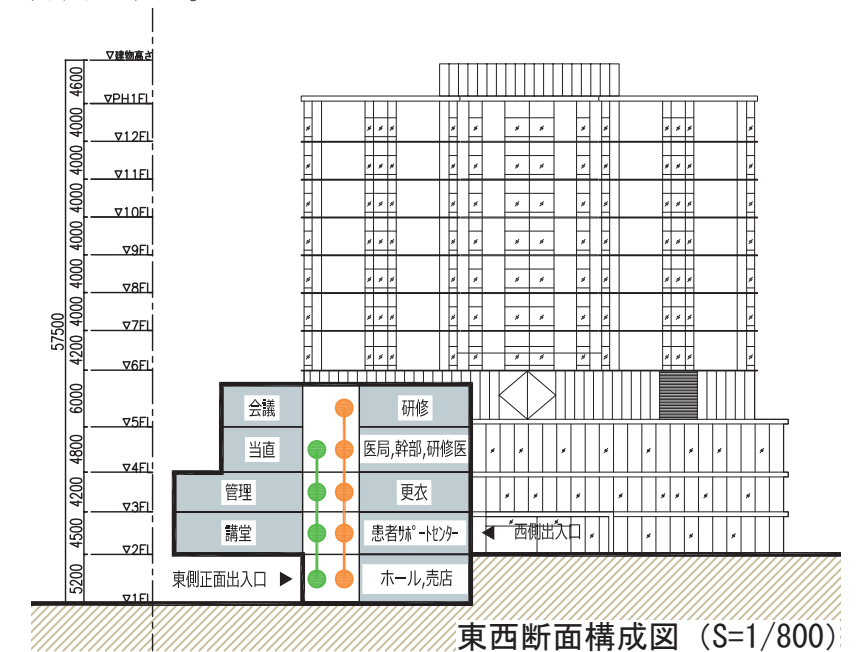 ▽建物高さ
4600
▽PH1FL
4000
▽12FL
4000
▽11FL
4000
▽10FL
4000
▽9FL
4000
▽8FL
4000
▽7FL
57500
4200
▽6FL
6000
会議
研修
▽5FL
4800
当直
医局,幹部,研修医
▽4FL
4200
管理
更衣
▽3FL
4500
講堂
患者ｻﾎﾟｰﾄｾﾝﾀｰ
◀ 西側出入口
▽2FL
5200
東側正面出入口 ▶
ホール,売店
▽1FL
東西断面構成図（S=1/800）